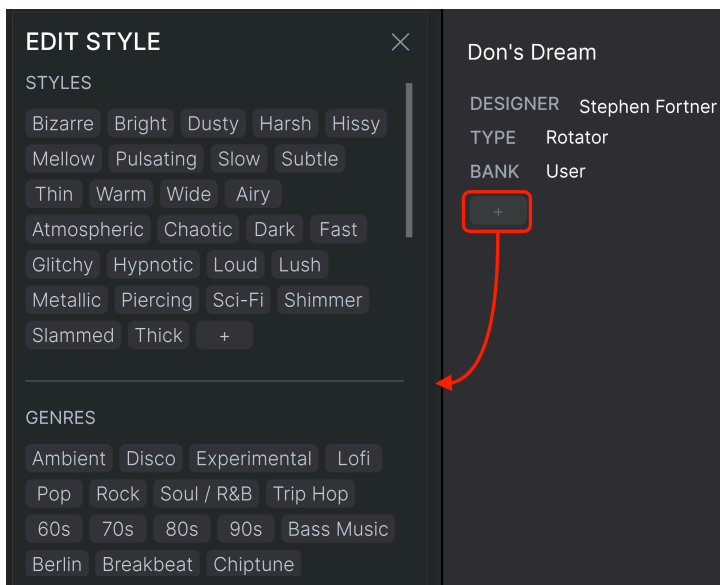 EDIT STYLE
STYLES
Bizarre Bright Dusty Harsh Hissy
Mellow Pulsating Slow Subtle
Thin Warm Wide Airy
Atmospheric Chaotic Dark Fast
Glitchy Hypnotic Loud Lush
Metallic Piercing Sci-Fi Shimmer
Slammed Thick +
GENRES
Ambient Disco Experimental Lofi
Pop Rock Soul / R&B Trip Hop
60s 70s 80s 90s Bass Music
Berlin Breakbeat Chiptune
Don's Dream
DESIGNER Stephen Fortner
TYPE Rotator
BANK User
+